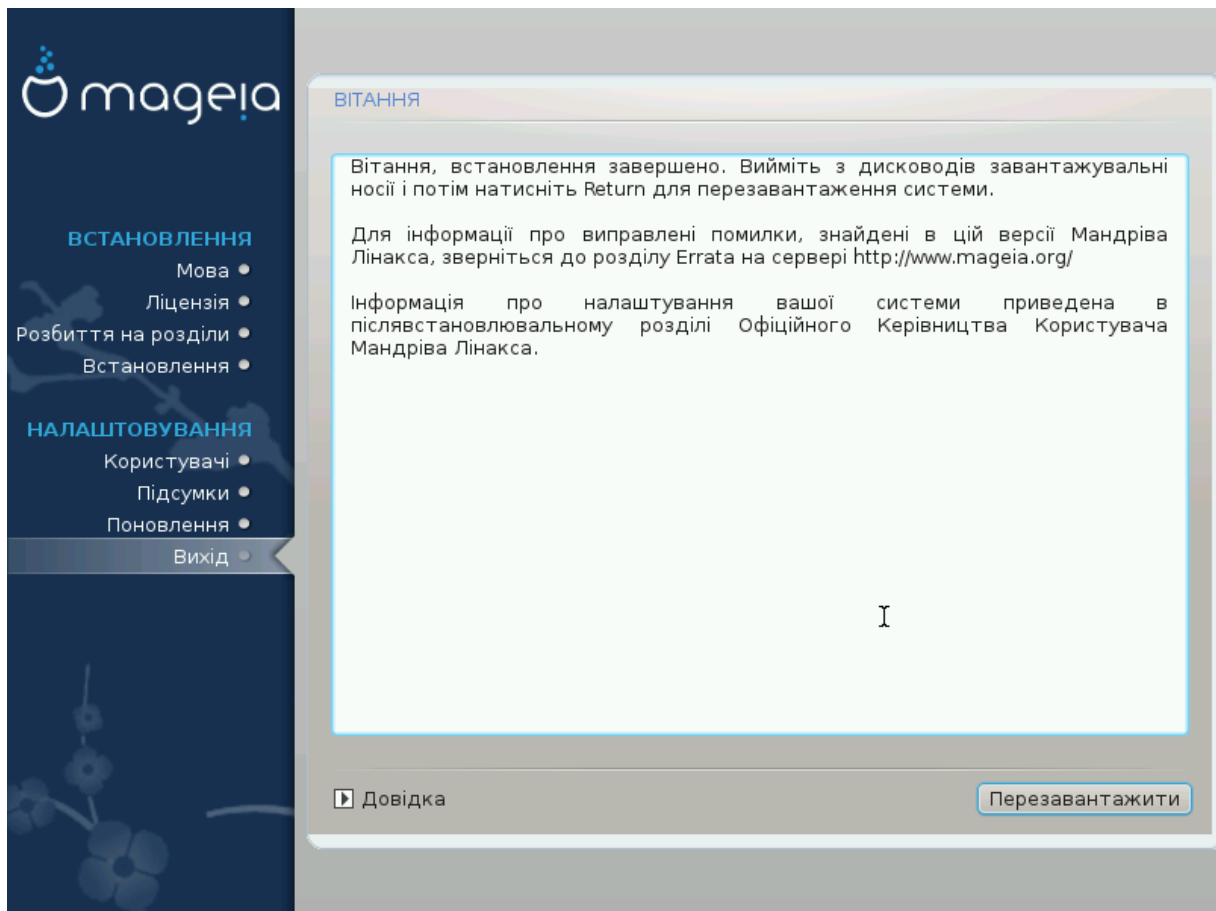 mageia
ВСТАНОВЛЕННЯ
Мова
Ліцензія
Розбиття на розділи
Встановлення
НАЛАШТОВУВАННЯ
Користувачі
Підсумки
Поновлення
Вихід
ВІТАННЯ
Вітання, встановлення завершено. Вийміть з дисководів завантажувальні
носії і потім натисніть Return для перезавантаження системи.
Для інформації про виправлені помилки, знайдені в цій версії Мандріва
Лінакса, зверніться до розділу Errata на сервері http://www.mageia.org/
Інформація про налаштування вашої системи приведена в
післявстановлювальному розділі Офіційного Керівництва Користувача
Мандріва Лінакса.
Довідка
Перезавантажити